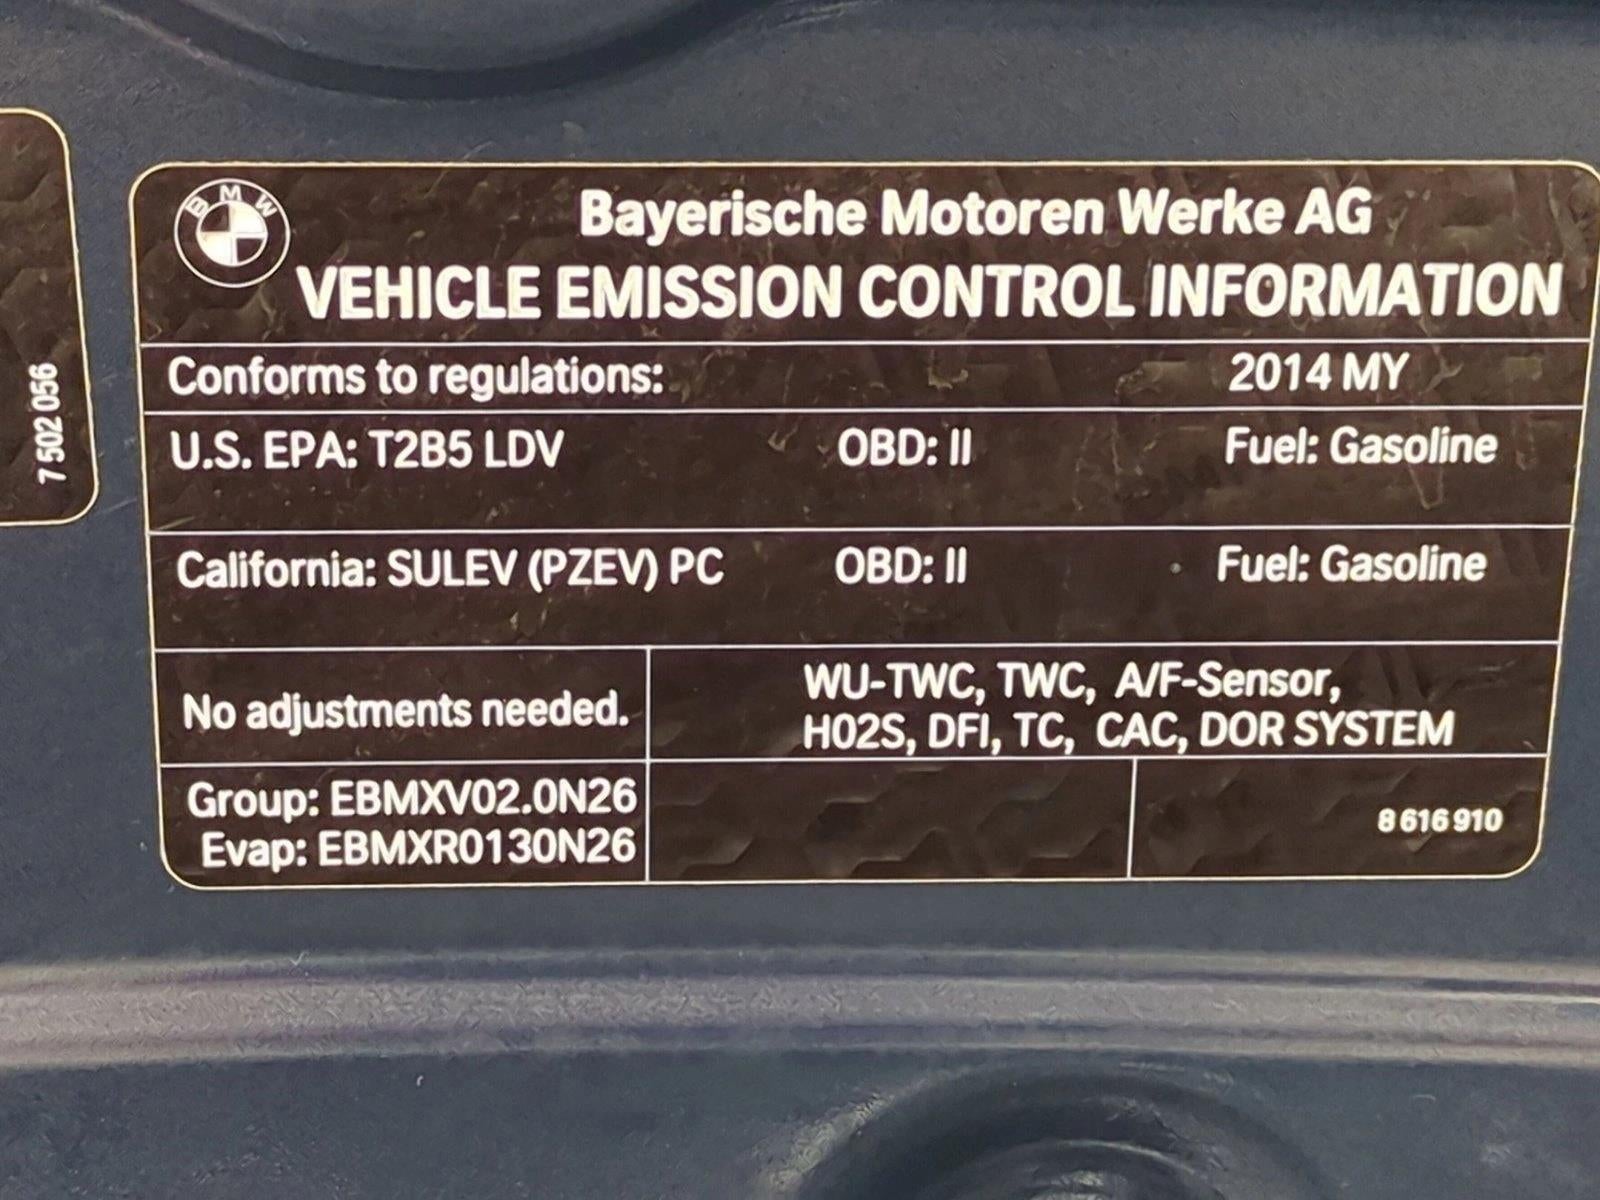 7 502 056
BMW
Bayerische Motoren Werke AG
VEHICLE EMISSION CONTROL INFORMATION
Conforms to regulations: 2014 MY
U.S. EPA: T2B5 LDV OBD: II Fuel: Gasoline
California: SULEV (PZEV) PC OBD: II Fuel: Gasoline
No adjustments needed.
WU-TWC, TWC, A/F-Sensor,
HO2S, DFI, TC, CAC, DOR SYSTEM
Group: EBMXV02.0N26
Evap: EBMXR0130N26
8 616 910